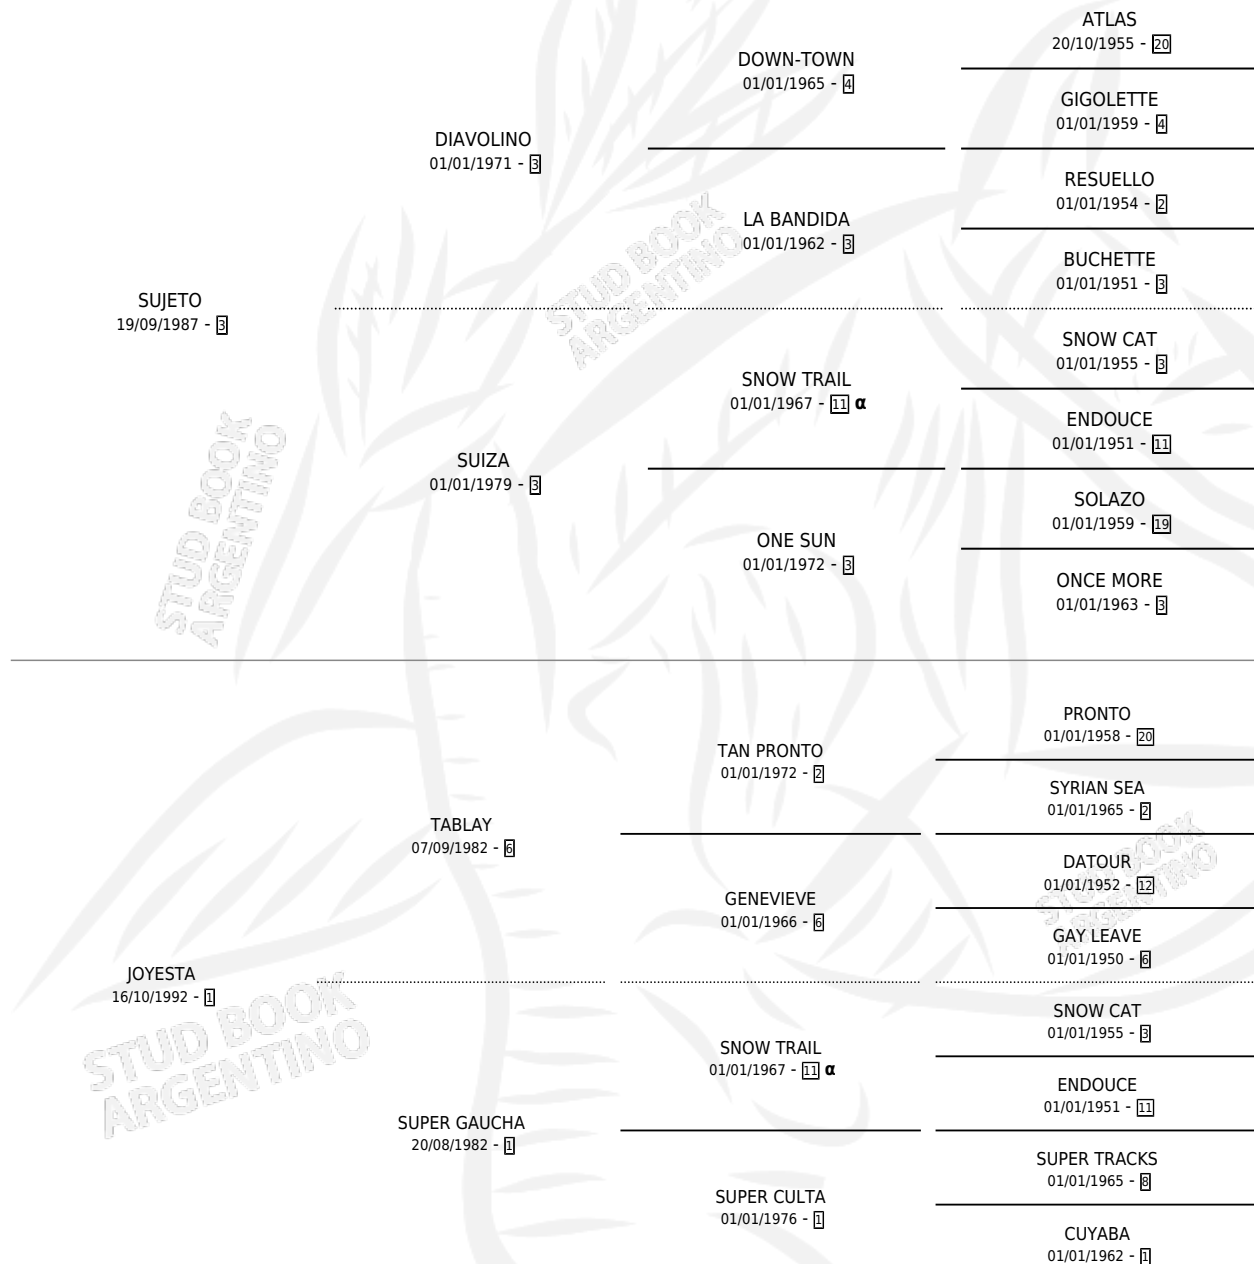 ATLAS
20/10/1955 - 20
DOWN-TOWN
01/01/1965 - 4
GIGOLETTE
01/01/1959 - 4
DIAVOLINO
01/01/1971 - 3
RESUELLO
01/01/1954 - 2
LA BANDIDA
01/01/1962 - 3
BUCHETTE
01/01/1951 - 3
SUJETO
19/09/1987 - 3
STUD BOOK
ARGENTINO
SNOW CAT
01/01/1955 - 3
SNOW TRAIL
01/01/1967 - 11 α
ENDOUCE
01/01/1951 - 11
SUIZA
01/01/1979 - 3
STUD BOOK
ARGENTINO
SOLAZO
01/01/1959 - 19
ONE SUN
01/01/1972 - 3
ONCE MORE
01/01/1963 - 3
PRONTO
01/01/1958 - 20
TAN PRONTO
01/01/1972 - 2
SYRIAN SEA
01/01/1965 - 2
TABLAY
07/09/1982 - 6
DATOUR
01/01/1952 - 12
STUD BOOK
ARGENTINO
GENEVIEVE
01/01/1966 - 6
GAY LEAVE
01/01/1950 - 6
JOYESTA
16/10/1992 - 1
STUD BOOK
ARGENTINO
SNOW CAT
01/01/1955 - 3
SNOW TRAIL
01/01/1967 - 11 α
ENDOUCE
01/01/1951 - 11
SUPER GAUCHA
20/08/1982 - 1
SUPER TRACKS
01/01/1965 - 8
SUPER CULTA
01/01/1976 - 1
CUYABA
01/01/1962 - 1